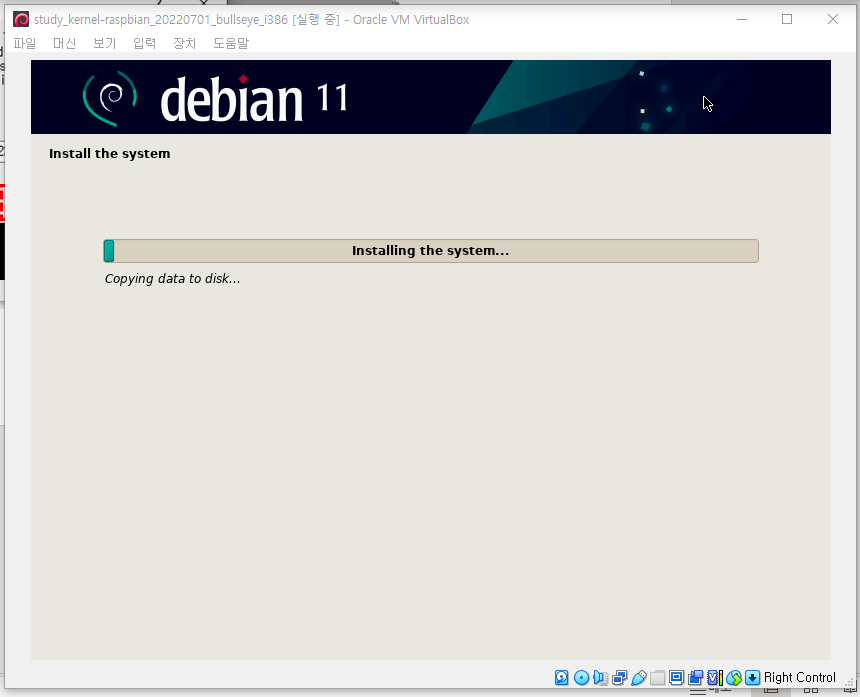 study_kernel-raspbian_20220701_bullseye_i386 [실행 중] - Oracle VM VirtualBox
파일 머신 보기 입력 장치 도움말
debian 11
Install the system
Installing the system...
Copying data to disk...
Right Control